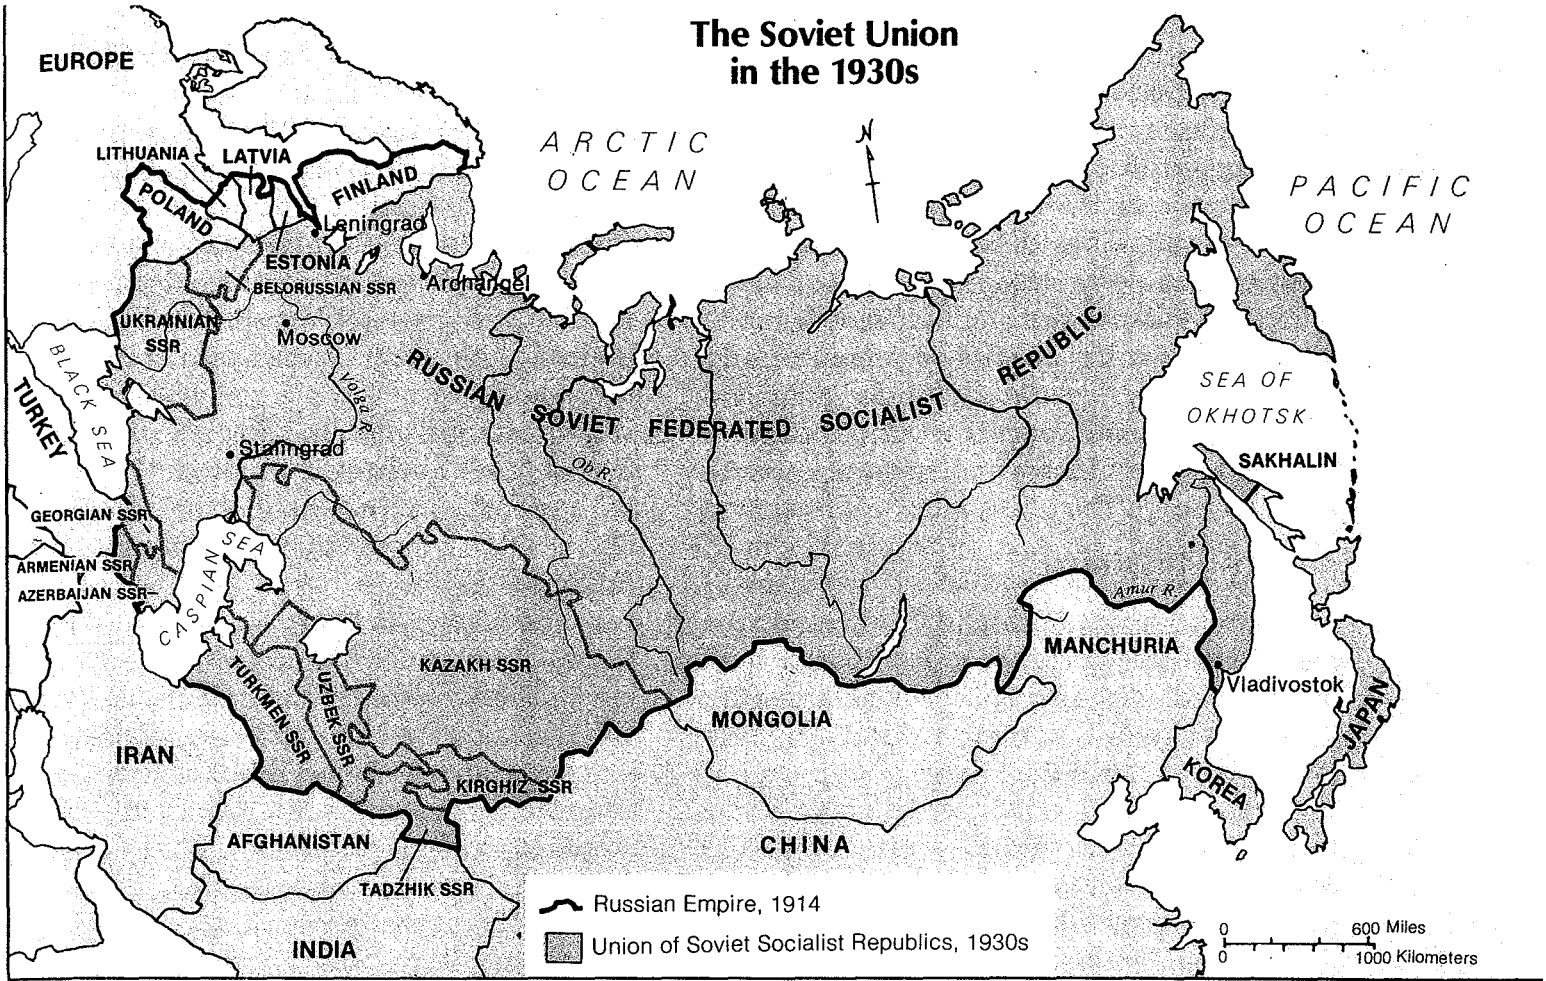 The Soviet Union
in the 1930s
EUROPE
ARCTIC
OCEAN
N
PACIFIC
OCEAN
LITHUANIA
LATVIA
POLAND
FINLAND
Leningrad
ESTONIA
BELORUSSIAN SSR
Archangel
UKRAINIAN
SSR
Moscow
BLACK SEA
TURKEY
Volga R.
RUSSIAN SOVIET FEDERATED SOCIALIST REPUBLIC
SEA OF
OKHOTSK
Stalingrad
Ob R.
SAKHALIN
GEORGIAN SSR
ARMENIAN SSR
AZERBAIJAN SSR
CASPIAN SEA
Amur R.
MANCHURIA
KAZAKH SSR
TURKMEN SSR
UZBEK SSR
Vladivostok
MONGOLIA
JAPAN
IRAN
KIRGHIZ SSR
KOREA
AFGHANISTAN
CHINA
TADZHIK SSR
INDIA
Russian Empire, 1914
Union of Soviet Socialist Republics, 1930s
0 600 Miles
0 1000 Kilometers